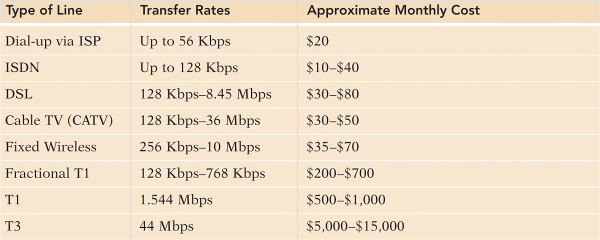 Type of Line Transfer Rates Approximate Monthly Cost
Dial-up via ISP Up to 56 Kbps $20
ISDN Up to 128 Kbps $10–$40
DSL 128 Kbps–8.45 Mbps $30–$80
Cable TV (CATV) 128 Kbps–36 Mbps $30–$50
Fixed Wireless 256 Kbps–10 Mbps $35–$70
Fractional T1 128 Kbps–768 Kbps $200–$700
T1 1.544 Mbps $500–$1,000
T3 44 Mbps $5,000–$15,000